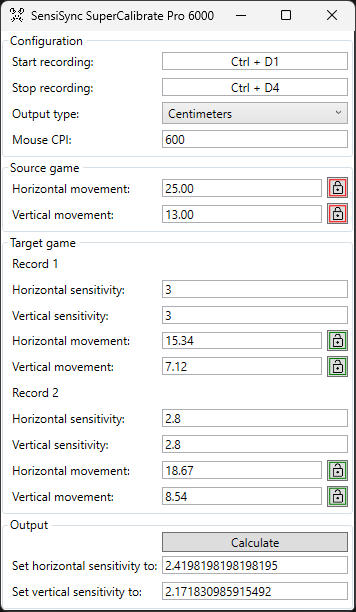 SensiSync SuperCalibrate Pro 6000
Configuration
Start recording: Ctrl + D1
Stop recording: Ctrl + D4
Output type: Centimeters
Mouse CPI: 600
Source game
Horizontal movement: 25.00
Vertical movement: 13.00
Target game
Record 1
Horizontal sensitivity: 3
Vertical sensitivity: 3
Horizontal movement: 15.34
Vertical movement: 7.12
Record 2
Horizontal sensitivity: 2.8
Vertical sensitivity: 2.8
Horizontal movement: 18.67
Vertical movement: 8.54
Output
Calculate
Set horizontal sensitivity to: 2.4198198198198195
Set vertical sensitivity to: 2.171830985915492